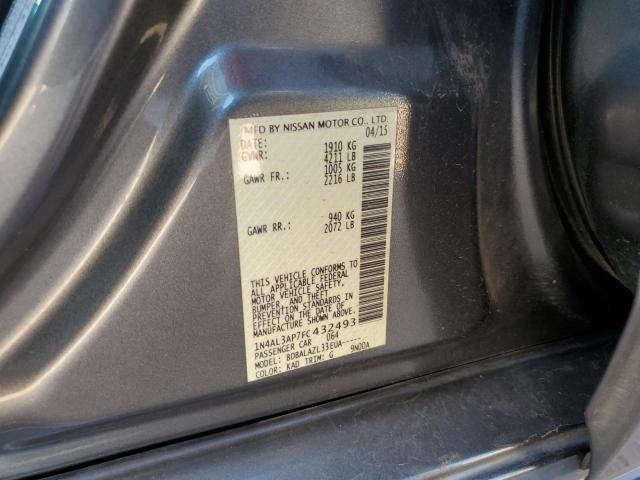 MFD BY NISSAN MOTOR CO., LTD.
DATE: 04/15
GVWR: 1910 KG
4211 LB
GAWR FR.: 1005 KG
2216 LB
GAWR RR.: 940 KG
2072 LB
THIS VEHICLE CONFORMS TO
ALL APPLICABLE FEDERAL
MOTOR VEHICLE SAFETY,
BUMPER, AND THEFT
PREVENTION STANDARDS IN
EFFECT ON THE DATE OF
MANUFACTURE SHOWN ABOVE.
1N4AL3AP7FC432493
PASSENGER CAR 064
MODEL: BDBALAZL33EUA-----
COLOR: KAD TRIM: G 9N00A